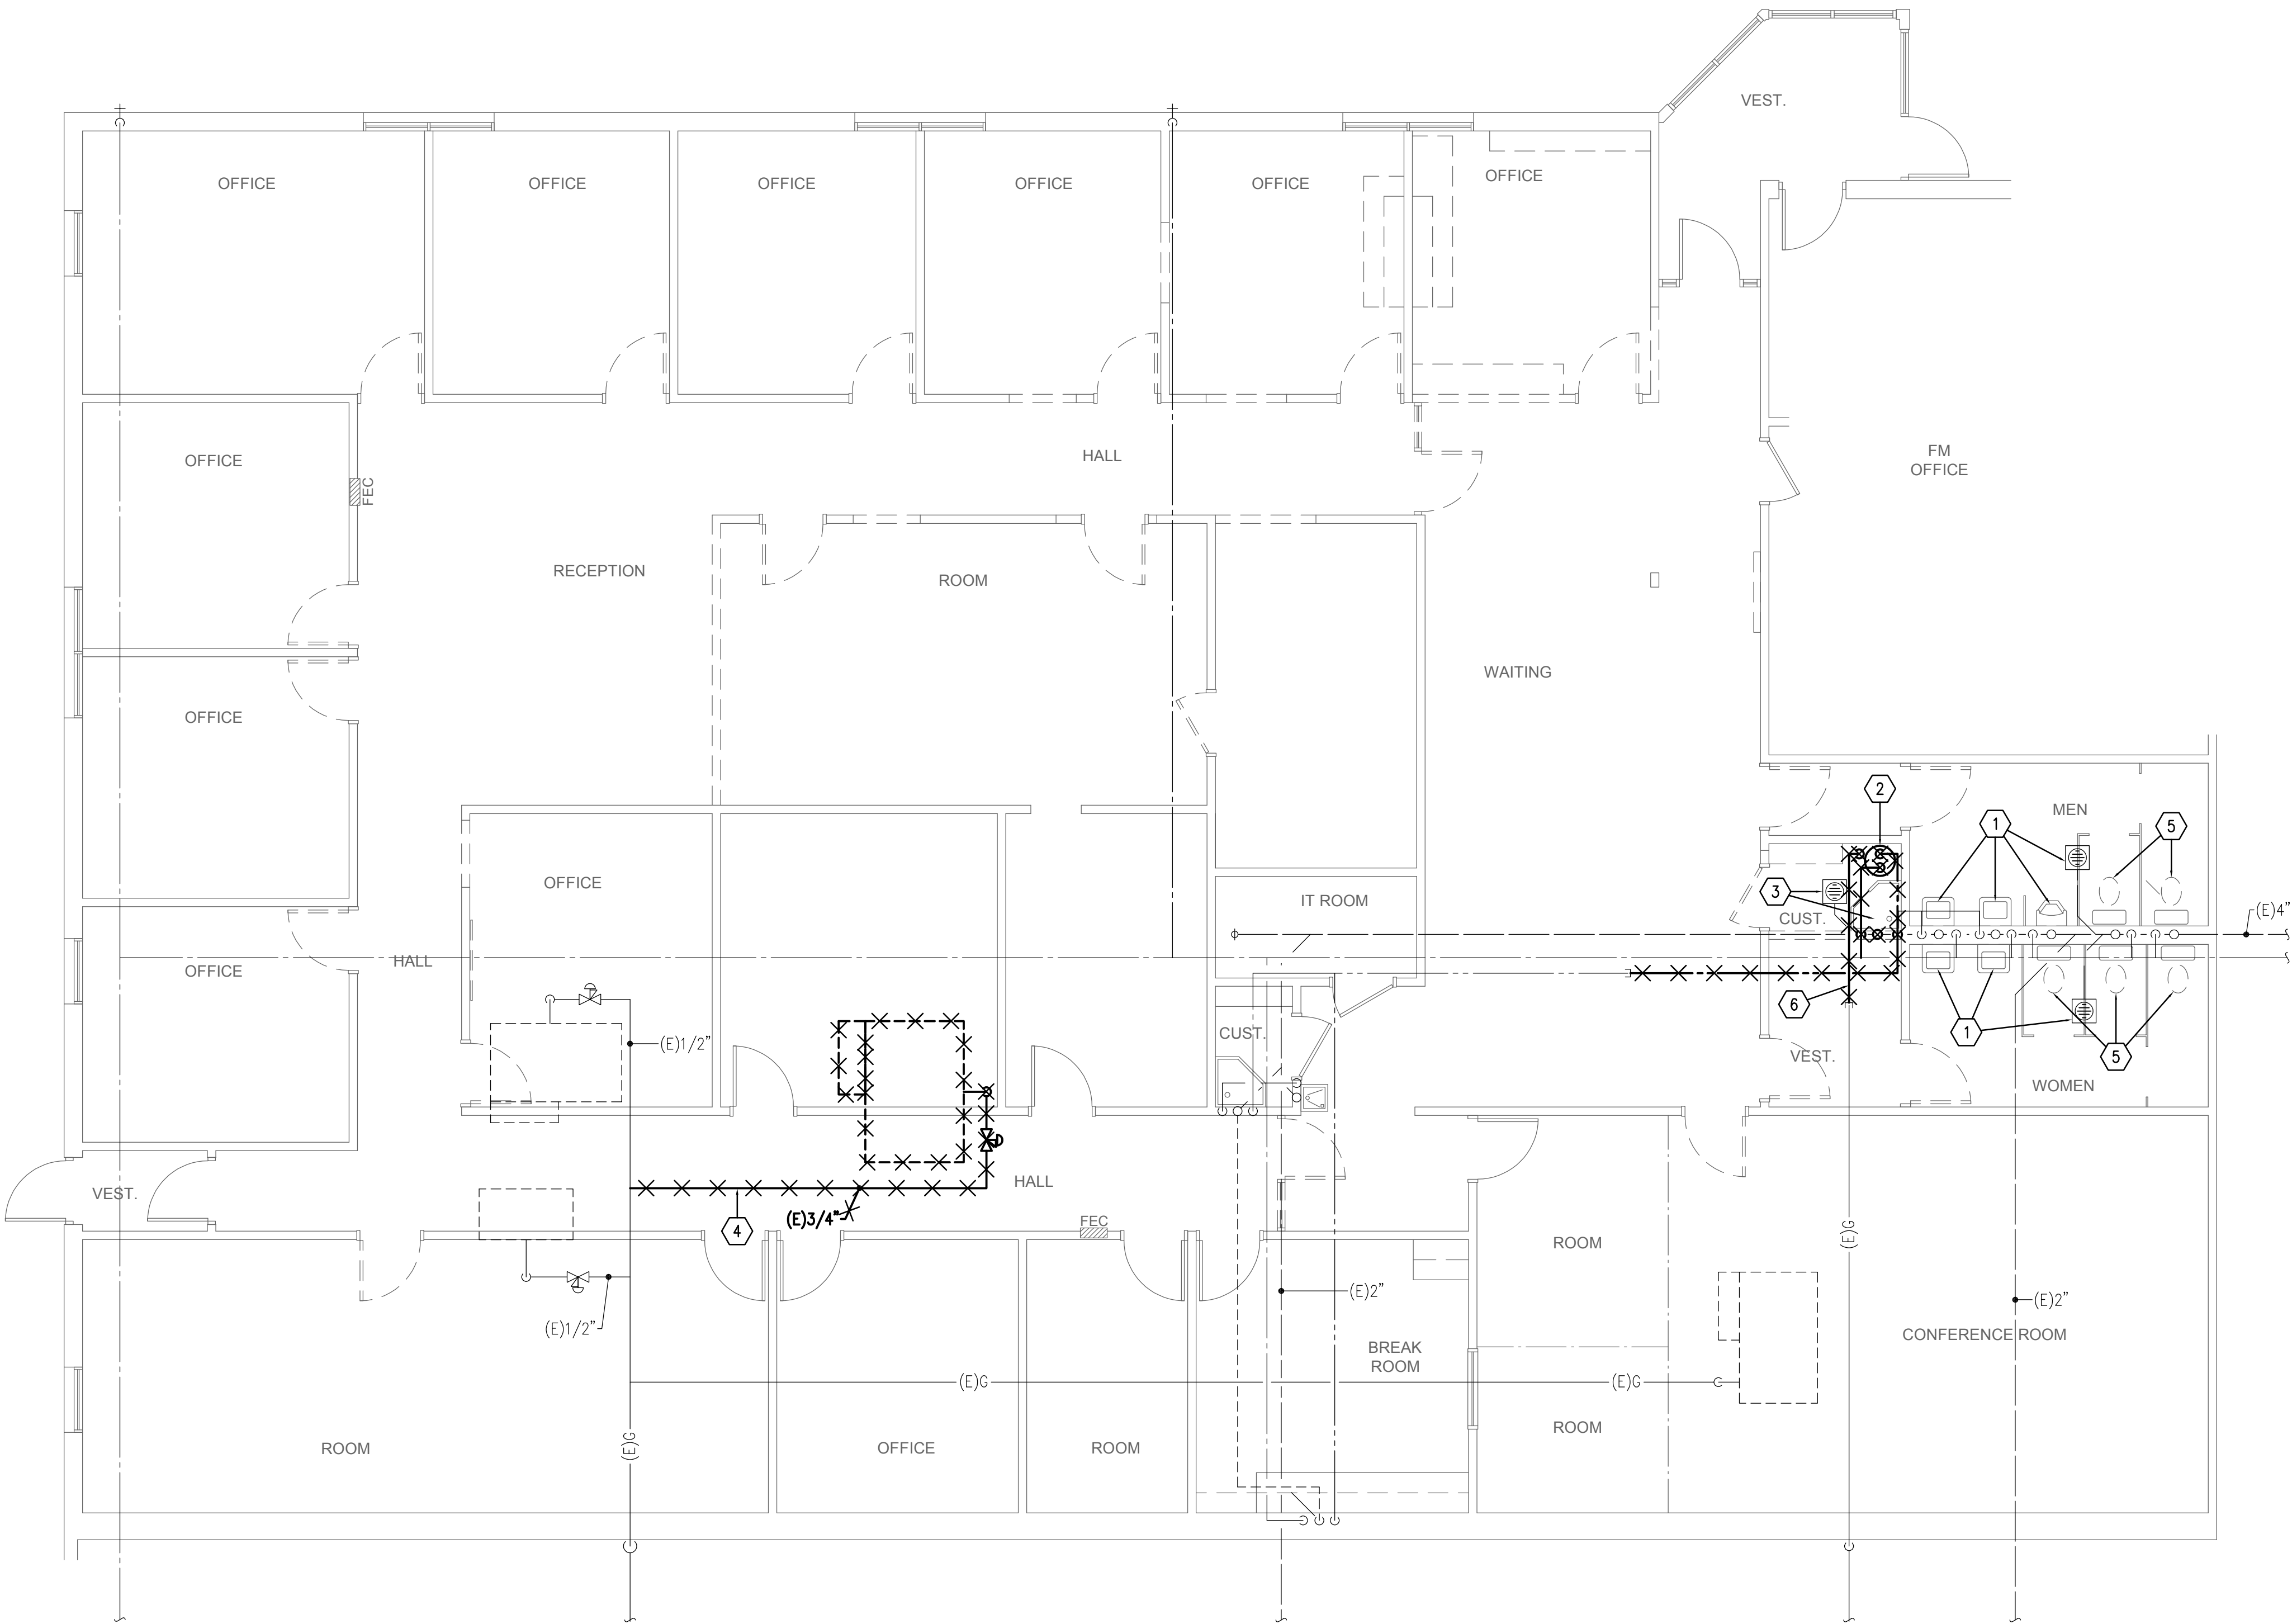 VEST.
OFFICE
OFFICE
OFFICE
OFFICE
OFFICE
OFFICE
OFFICE
FEC
HALL
FM
OFFICE
RECEPTION
ROOM
WAITING
OFFICE
2
MEN
1
5
OFFICE
IT ROOM
3
CUST.
(E)4"
OFFICE
HALL
6
1
5
(E)1/2"
CUST.
VEST.
WOMEN
VEST.
HALL
(E)3/4"
4
FEC
(E)G
ROOM
(E)2"
(E)2"
(E)1/2"
BREAK
ROOM
CONFERENCE ROOM
(E)G
(E)G
ROOM
(E)G
ROOM
OFFICE
ROOM